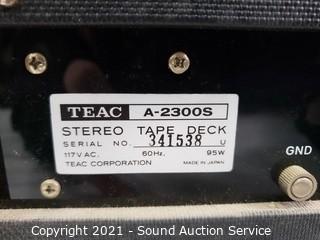 TEAC A-2300S
STEREO TAPE DECK
SERIAL NO. 341538 U
117V AC, 60Hz, 95W
TEAC CORPORATION MADE IN JAPAN
GND
Copyright © 2021 - Sound Auction Service